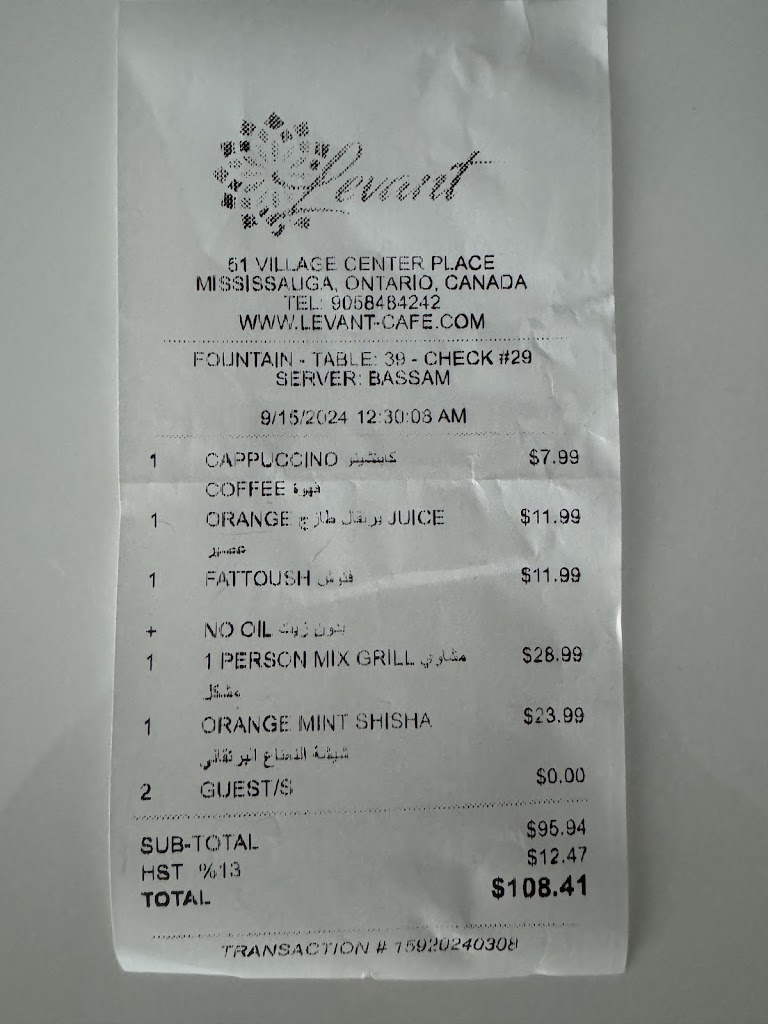 Levant
51 VILLAGE CENTER PLACE
MISSISSAUGA, ONTARIO, CANADA
TEL: 9058484242
WWW.LEVANT-CAFE.COM
FOUNTAIN - TABLE: 39 - CHECK #29
SERVER: BASSAM
9/15/2024 12:30:08 AM
1 CAPPUCCINO كابتشينو $7.99
COFFEE قهوة
1 ORANGE برتقال طازج JUICE $11.99
عصير
1 FATTOUSH فتوش $11.99
+ NO OIL بدون زيت
1 1 PERSON MIX GRILL مشاوي $28.99
مشكل
1 ORANGE MINT SHISHA $23.99
شيشة النعناع البرتقالي
2 GUEST/S $0.00
SUB-TOTAL $95.94
HST %13 $12.47
TOTAL $108.41
TRANSACTION # 15920240308